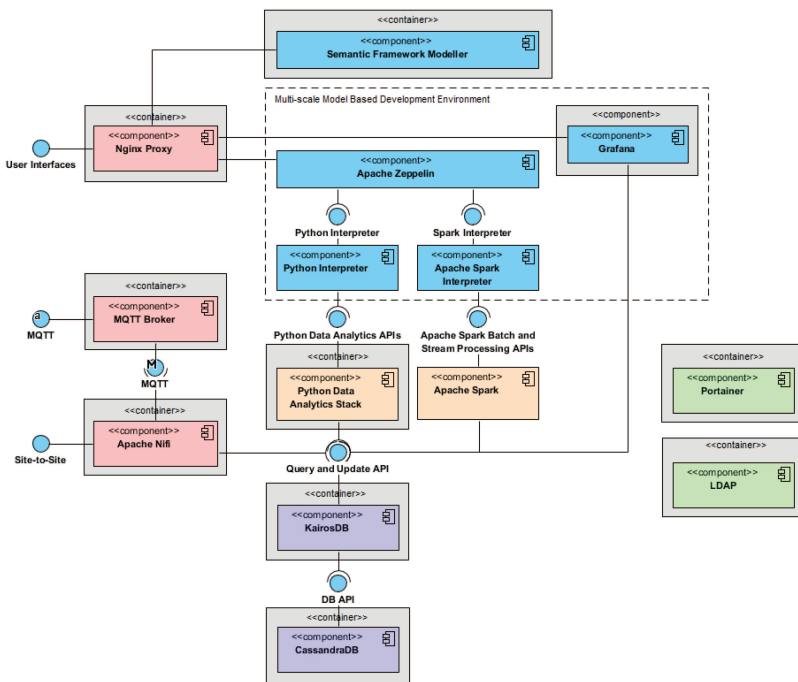 <<container>>
<<component>>
Semantic Framework Modeller
Multi-scale Model Based Development Environment
<<container>>
<<component>>
Nginx Proxy
User Interfaces
<<component>>
<<component>>
Grafana
<<component>>
Apache Zeppelin
Python Interpreter
Spark Interpreter
<<component>>
Python Interpreter
<<component>>
Apache Spark
Interpreter
<<container>>
<<component>>
MQTT Broker
a
MQTT
M
MQTT
Python Data Analytics APIs
Apache Spark Batch and
Stream Processing APIs
<<container>>
<<component>>
Python Data
Analytics Stack
<<component>>
Apache Spark
<<container>>
<<component>>
Portainer
<<container>>
<<component>>
Apache Nifi
Site-to-Site
Query and Update API
<<container>>
<<component>>
LDAP
<<container>>
<<component>>
KairosDB
DB API
<<container>>
<<component>>
CassandraDB